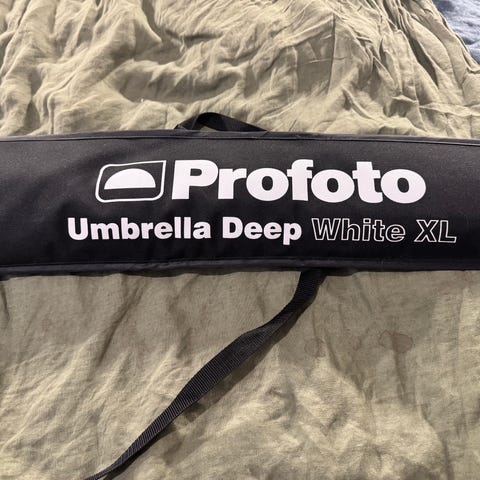 Profoto
Umbrella Deep White XL